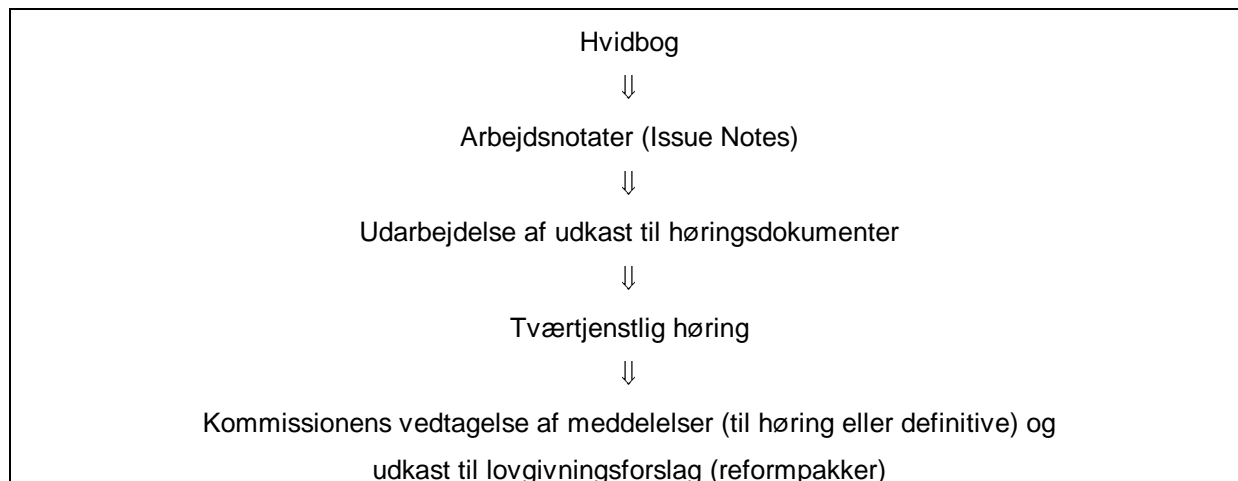 Hvidbog
⇓
Arbejdsnotater (Issue Notes)
⇓
Udarbejdelse af udkast til høringsdokumenter
⇓
Tværtjenstlig høring
⇓
Kommissionens vedtagelse af meddelelser (til høring eller definitive) og
udkast til lovgivningsforslag (reformpakker)